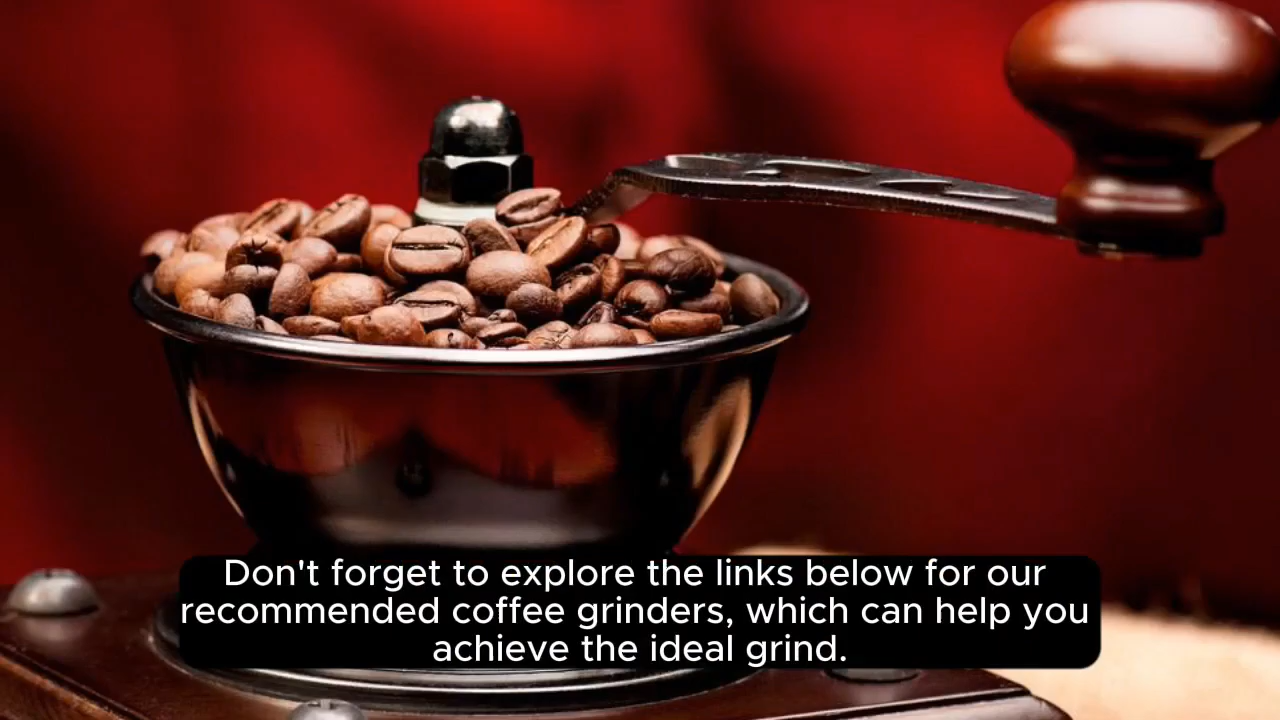 Don't forget to explore the links below for our
recommended coffee grinders, which can help you
achieve the ideal grind.